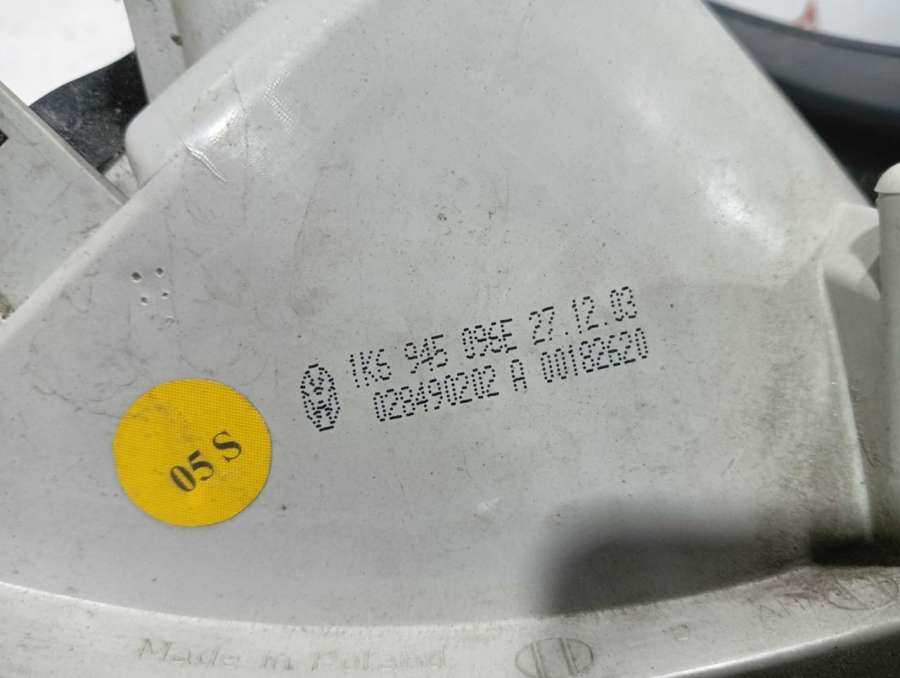 1K6 945 096E 27.12.03
028490202 A 00182620
05 S
Made in Poland